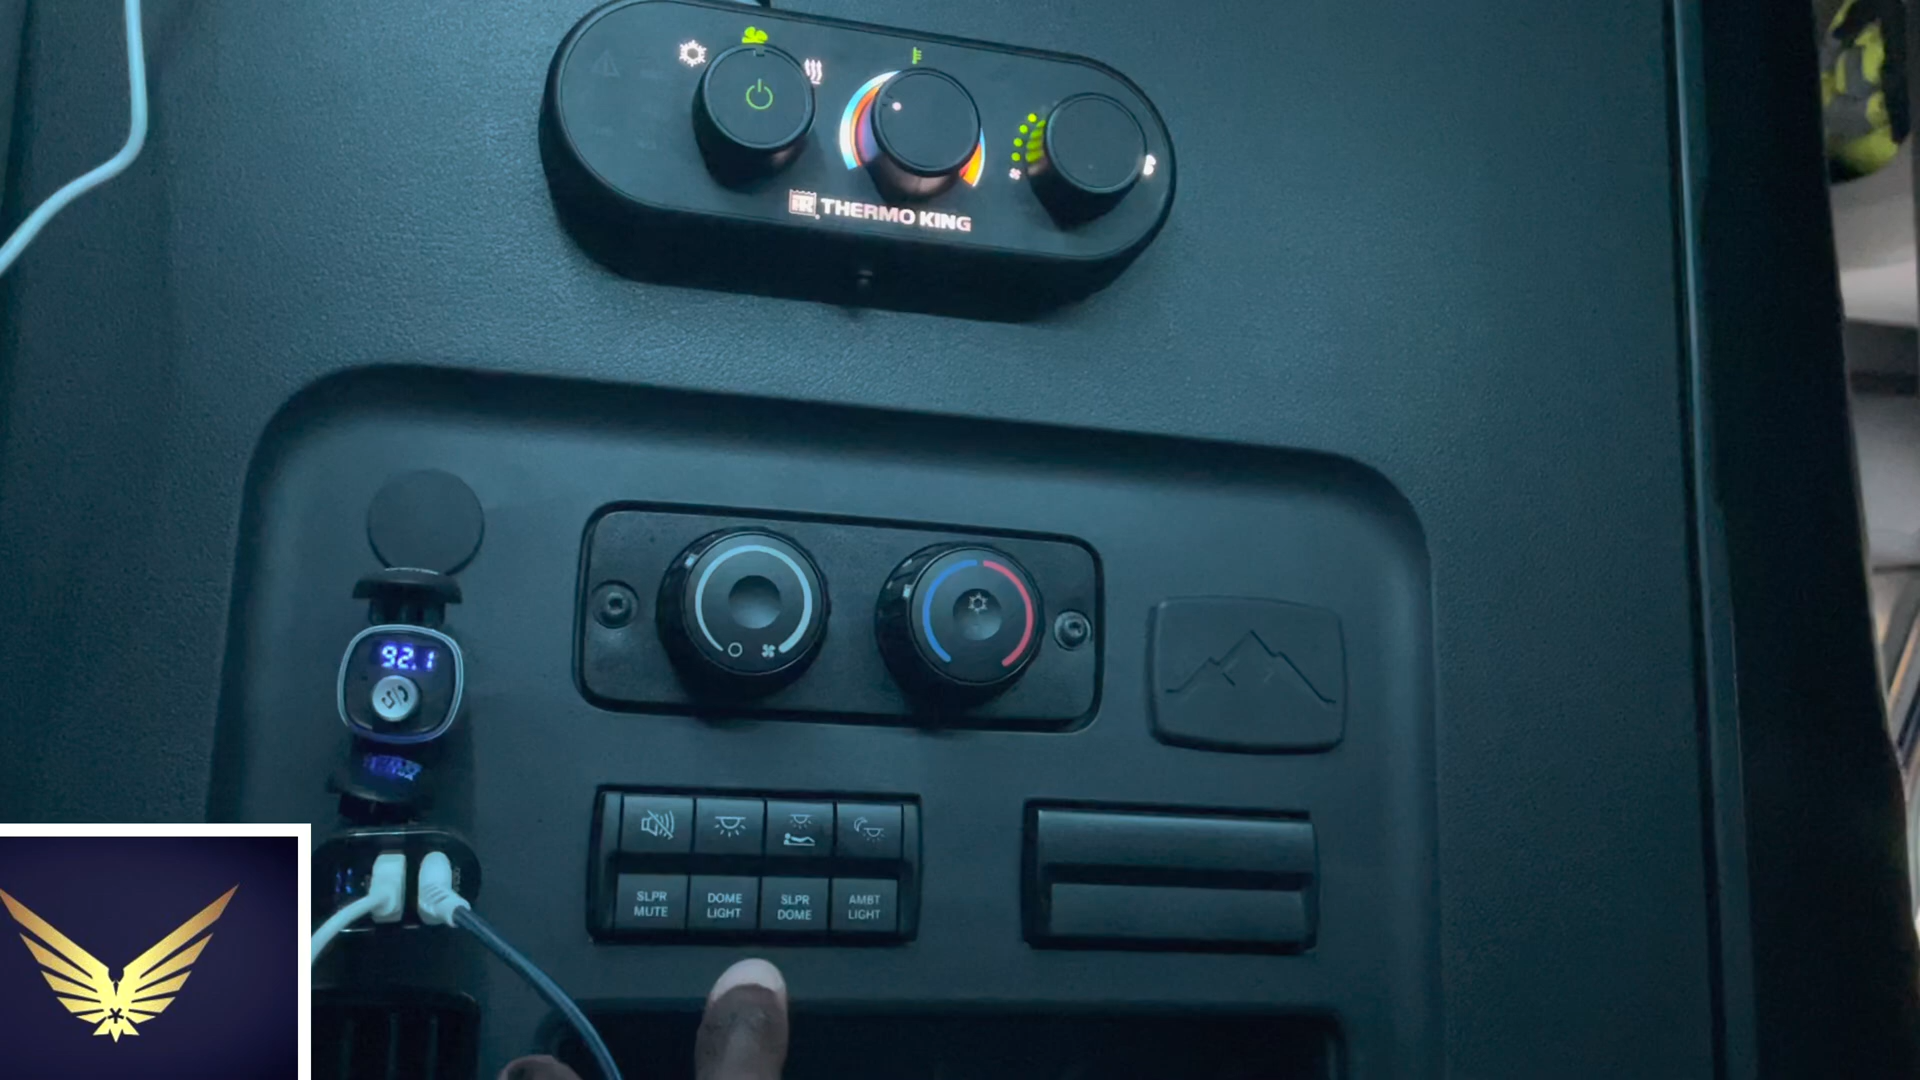 THERMO KING
92.1
SLPR
MUTE
DOME
LIGHT
SLPR
DOME
AMBT
LIGHT